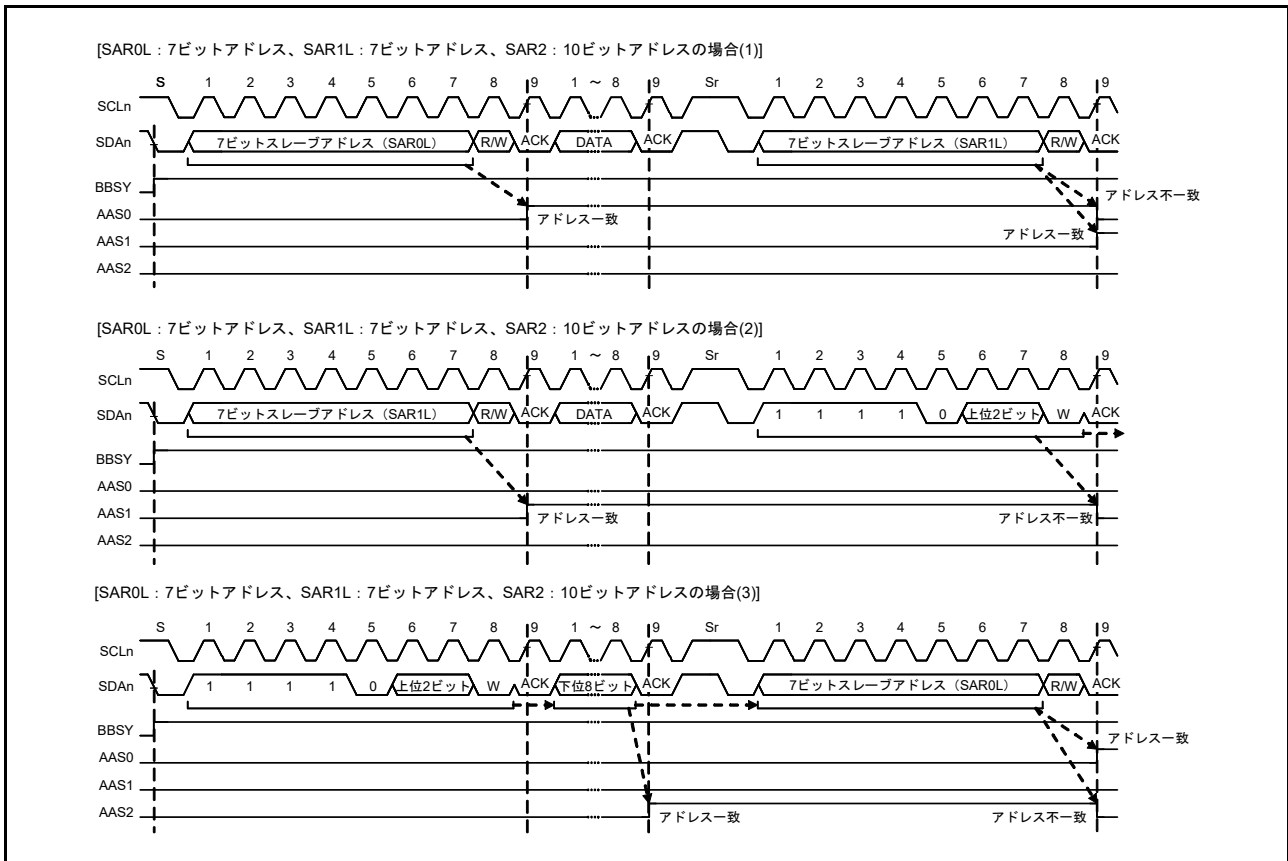 [SAR0L：7ビットアドレス、SAR1L：7ビットアドレス、SAR2：10ビットアドレスの場合(1)]
S 1 2 3 4 5 6 7 8 9 1 ～ 8 9 Sr 1 2 3 4 5 6 7 8 9
SCLn
SDAn 7ビットスレーブアドレス（SAR0L） R/W ACK DATA ACK 7ビットスレーブアドレス（SAR1L） R/W ACK
BBSY
アドレス不一致
AAS0 アドレス一致
アドレス一致
AAS1
AAS2
[SAR0L：7ビットアドレス、SAR1L：7ビットアドレス、SAR2：10ビットアドレスの場合(2)]
S 1 2 3 4 5 6 7 8 9 1 ～ 8 9 Sr 1 2 3 4 5 6 7 8 9
SCLn
SDAn 7ビットスレーブアドレス（SAR1L） R/W ACK DATA ACK 1 1 1 1 0 上位2ビット W ACK
BBSY
AAS0
AAS1 アドレス一致 アドレス不一致
AAS2
[SAR0L：7ビットアドレス、SAR1L：7ビットアドレス、SAR2：10ビットアドレスの場合(3)]
S 1 2 3 4 5 6 7 8 9 1 ～ 8 9 Sr 1 2 3 4 5 6 7 8 9
SCLn
SDAn 1 1 1 1 0 上位2ビット W ACK 下位8ビット ACK 7ビットスレーブアドレス（SAR0L） R/W ACK
BBSY
アドレス一致
AAS0
AAS1
AAS2 アドレス一致 アドレス不一致